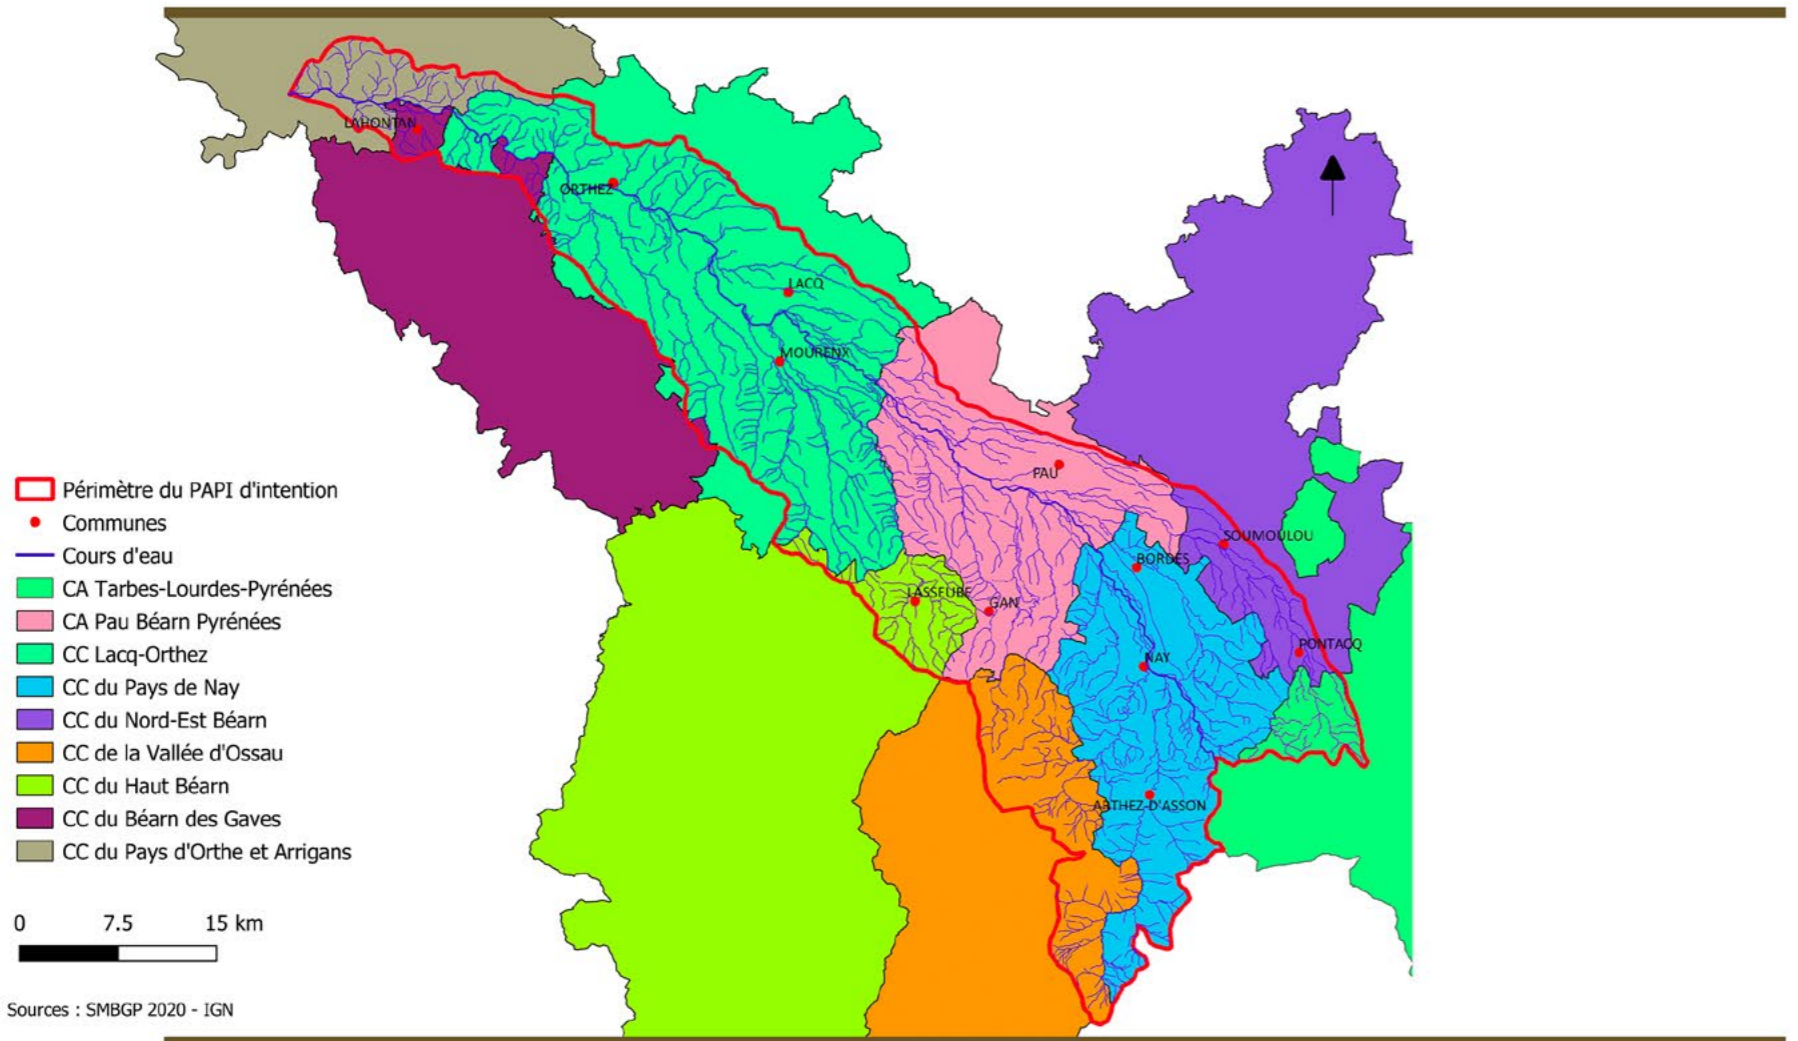 LAHONTAN
ORTHEZ
LACQ
MOURENX
PAU
SOUMOULOU
BORDES
LASSEUBE
GAN
PONTACQ
NAY
ARTHEZ-D'ASSON
Périmètre du PAPI d'intention
Communes
Cours d'eau
CA Tarbes-Lourdes-Pyrénées
CA Pau Béarn Pyrénées
CC Lacq-Orthez
CC du Pays de Nay
CC du Nord-Est Béarn
CC de la Vallée d'Ossau
CC du Haut Béarn
CC du Béarn des Gaves
CC du Pays d'Orthe et Arrigans
0 7.5 15 km
Sources : SMBGP 2020 - IGN